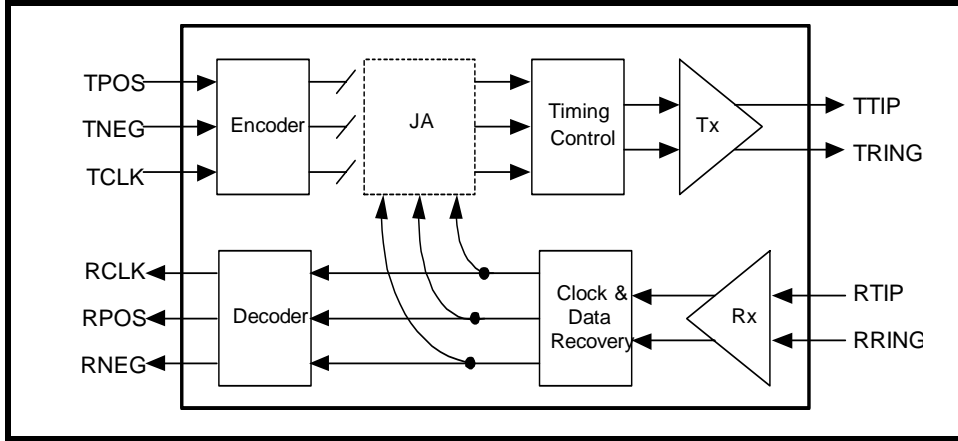 TPOS
TNEG
TCLK
Encoder
JA
Timing
Control
Tx
TTIP
TRING
RCLK
RPOS
RNEG
Decoder
Clock &
Data
Recovery
Rx
RTIP
RRING